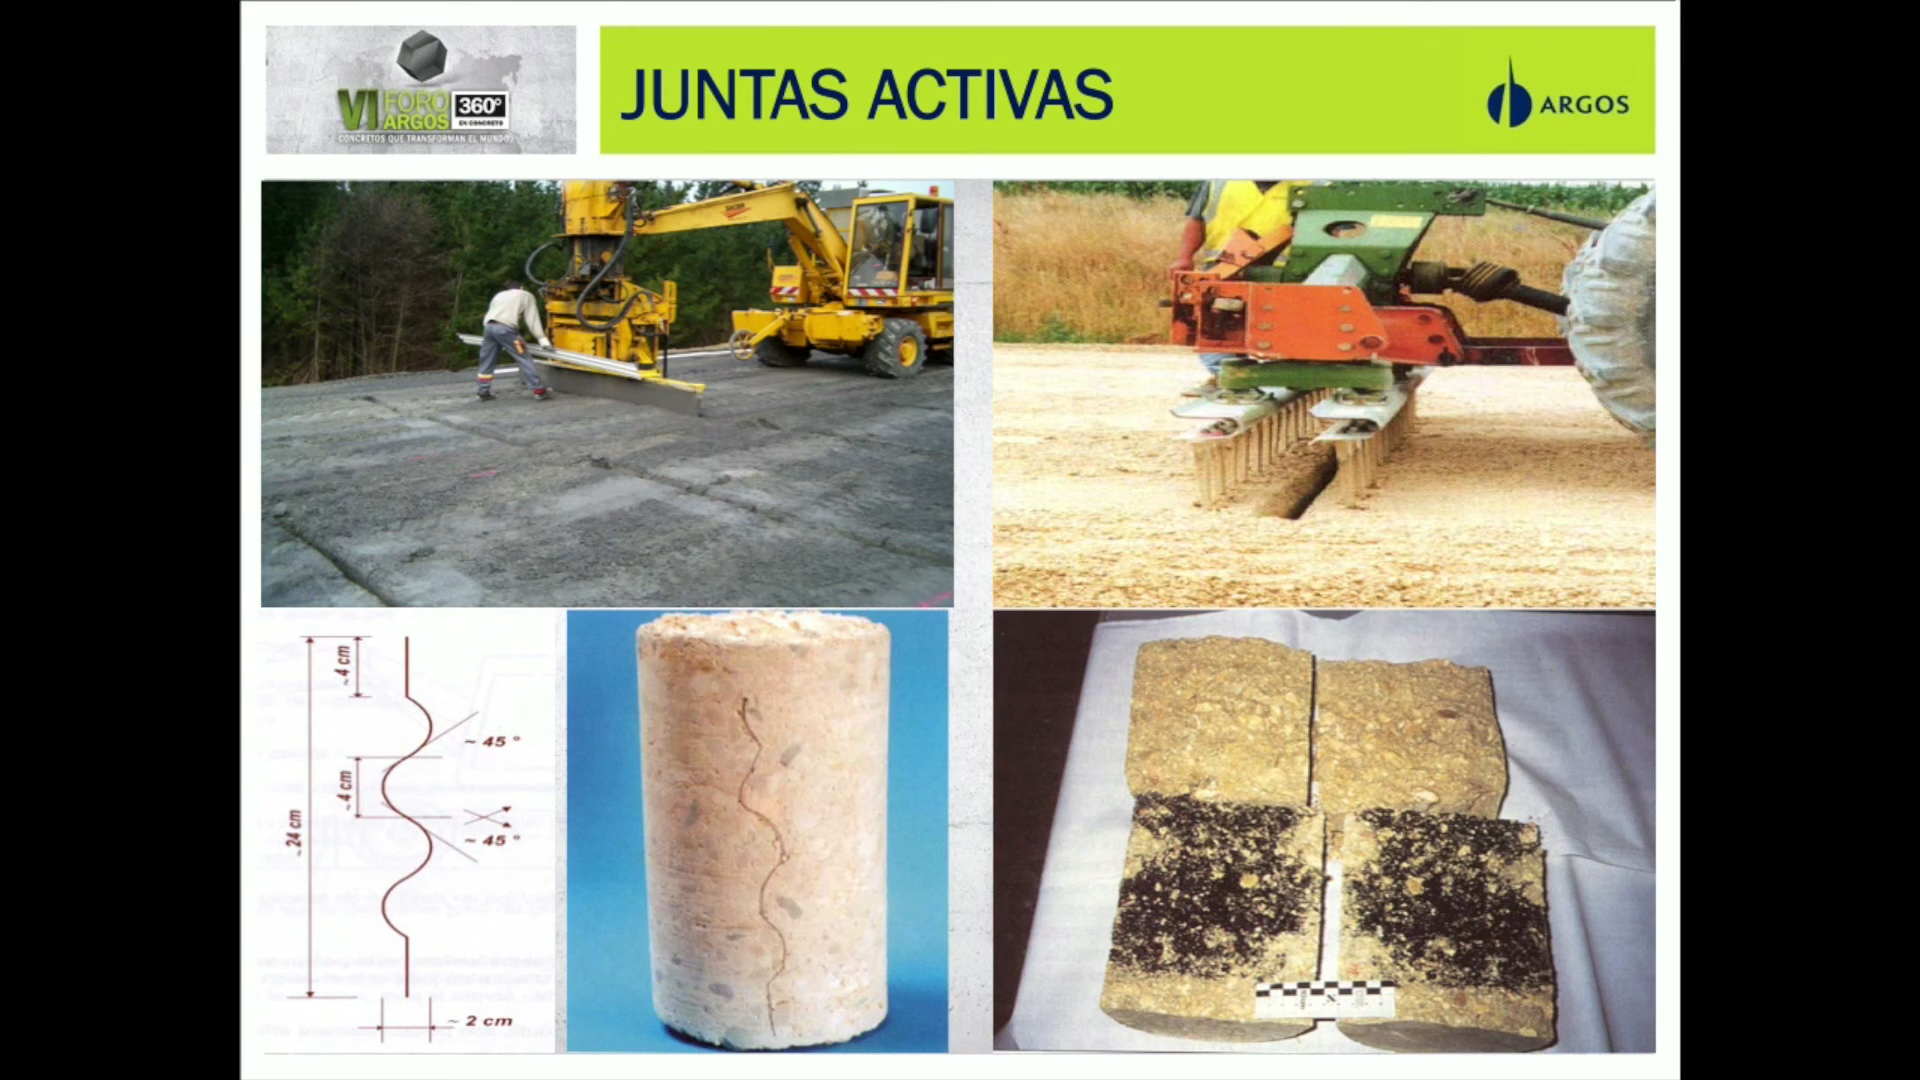 VI FORO ARGOS 360°
EN CONCRETO
CONCRETOS QUE TRANSFORMAN EL MUNDO
JUNTAS ACTIVAS
ARGOS
~4 cm
~ 45 °
~4 cm
~24 cm
~ 45 °
~ 2 cm